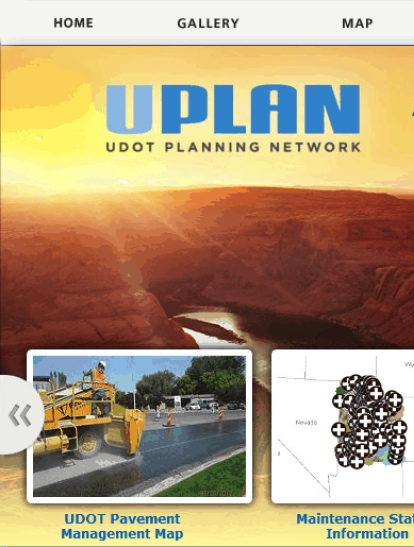 HOME GALLERY MAP
UPLAN
UDOT PLANNING NETWORK
Nevada
UDOT Pavement
Management Map
Maintenance Stat
Information